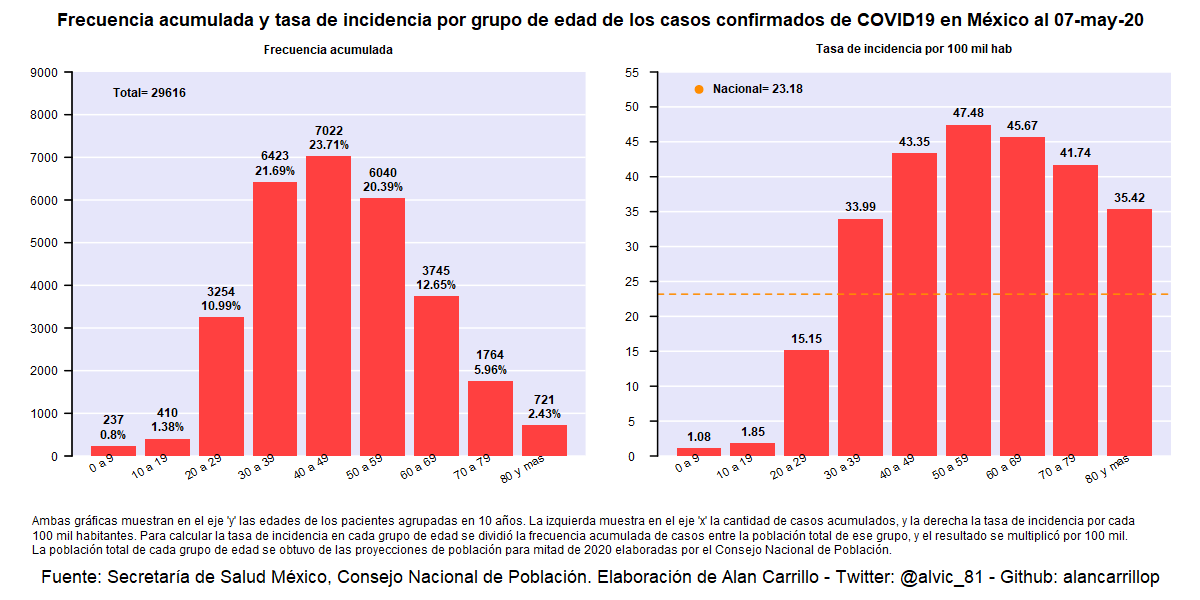 Frecuencia acumulada y tasa de incidencia por grupo de edad de los casos confirmados de COVID19 en México al 07-may-20
Frecuencia acumulada
9000
8000
7000
6000
5000
4000
3000
2000
1000
0
Total= 29616
237
0.8%
410
1.38%
3254
10.99%
6423
21.69%
7022
23.71%
6040
20.39%
3745
12.65%
1764
5.96%
721
2.43%
0 a 9
10 a 19
20 a 29
30 a 39
40 a 49
50 a 59
60 a 69
70 a 79
80 y mas
Tasa de incidencia por 100 mil hab
55
50
45
40
35
30
25
20
15
10
5
0
Nacional= 23.18
1.08
1.85
15.15
33.99
43.35
47.48
45.67
41.74
35.42
0 a 9
10 a 19
20 a 29
30 a 39
40 a 49
50 a 59
60 a 69
70 a 79
80 y mas
Ambas gráficas muestran en el eje 'y' las edades de los pacientes agrupadas en 10 años. La izquierda muestra en el eje 'x' la cantidad de casos acumulados, y la derecha la tasa de incidencia por cada
100 mil habitantes. Para calcular la tasa de incidencia en cada grupo de edad se dividió la frecuencia acumulada de casos entre la población total de ese grupo, y el resultado se multiplicó por 100 mil.
La población total de cada grupo de edad se obtuvo de las proyecciones de población para mitad de 2020 elaboradas por el Consejo Nacional de Población.
Fuente: Secretaría de Salud México, Consejo Nacional de Población. Elaboración de Alan Carrillo - Twitter: @alvic_81 - Github: alancarrillop